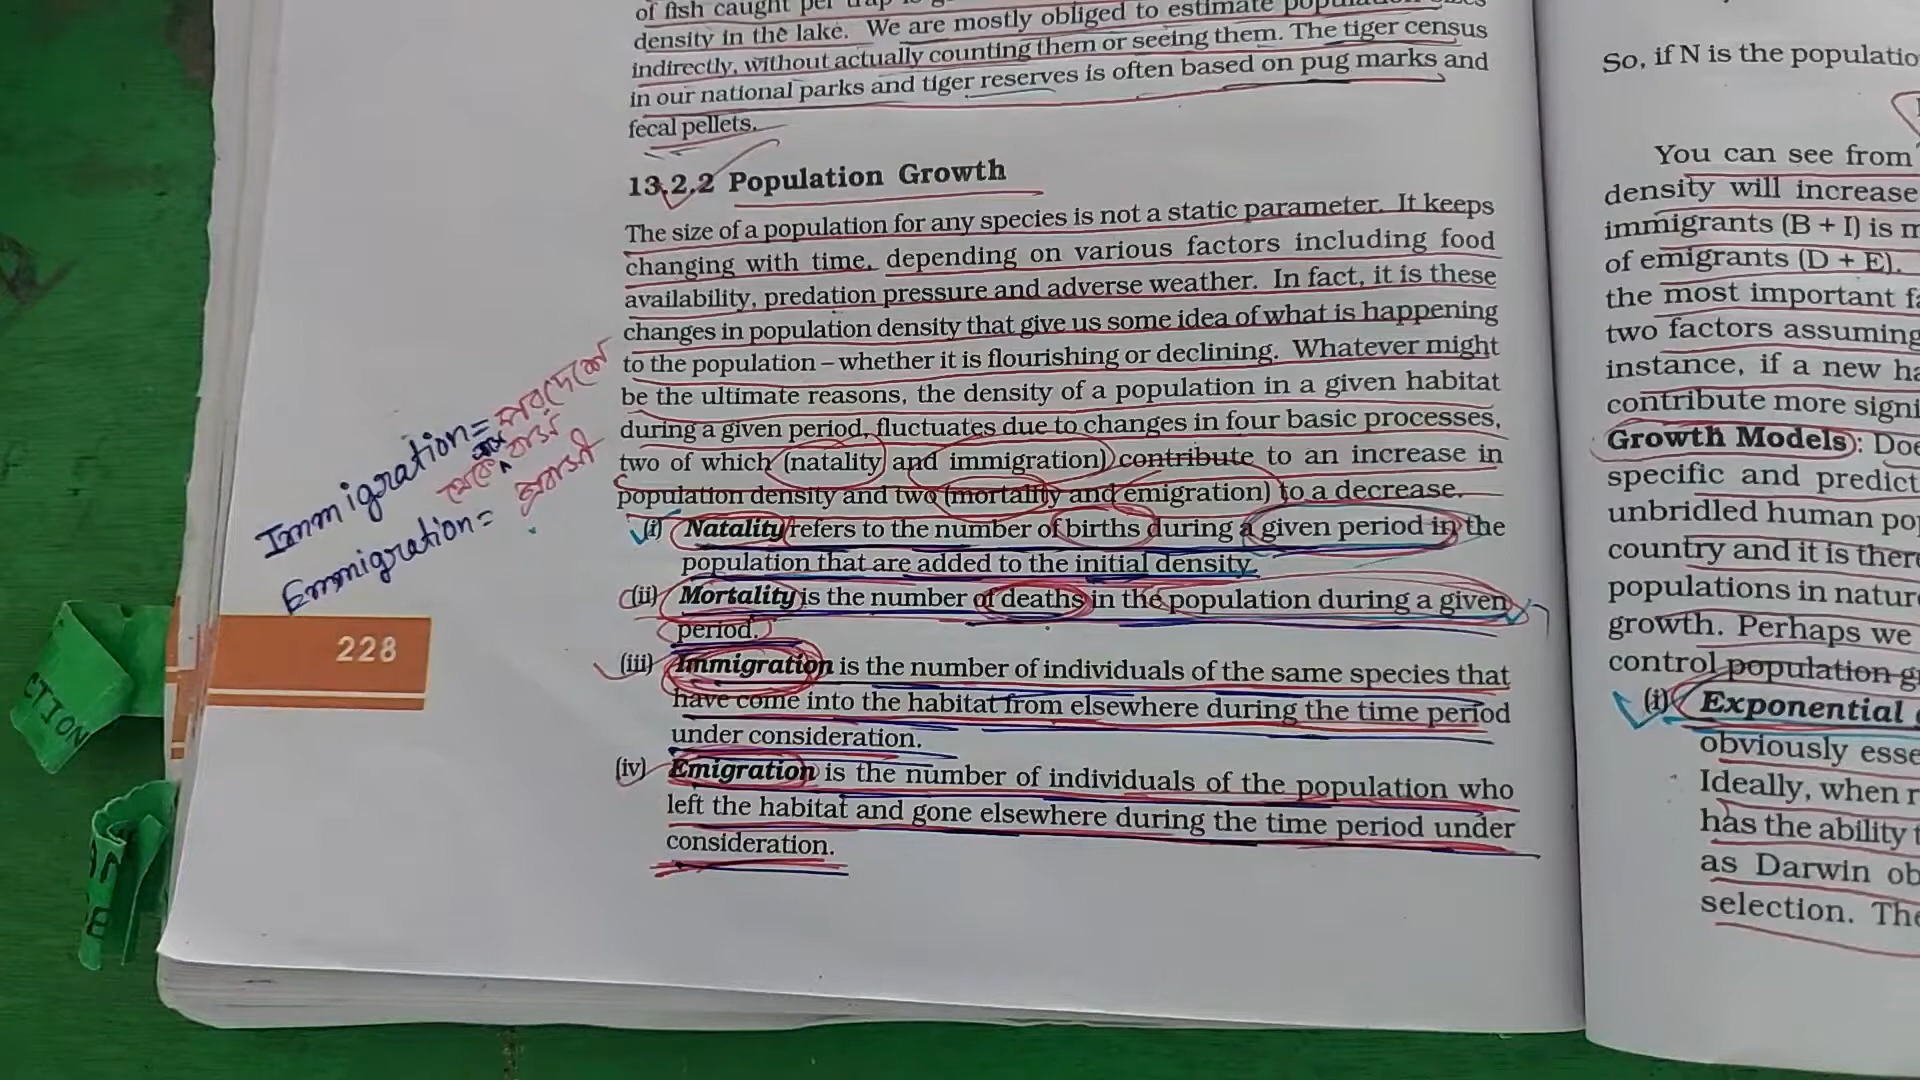 of fish caught per trap is
density in the lake. We are mostly obliged to estimate population
indirectly, without actually counting them or seeing them. The tiger census
in our national parks and tiger reserves is often based on pug marks and
fecal pellets.
13.2.2 Population Growth
The size of a population for any species is not a static parameter. It keeps
changing with time, depending on various factors including food
availability, predation pressure and adverse weather. In fact, it is these
changes in population density that give us some idea of what is happening
to the population – whether it is flourishing or declining. Whatever might
be the ultimate reasons, the density of a population in a given habitat
during a given period, fluctuates due to changes in four basic processes,
two of which (natality and immigration) contribute to an increase in
population density and two (mortality and emigration) to a decrease.
(i) Natality refers to the number of births during a given period in the
population that are added to the initial density.
(ii) Mortality is the number of deaths in the population during a given
period.
(iii) Immigration is the number of individuals of the same species that
have come into the habitat from elsewhere during the time period
under consideration.
(iv) Emigration is the number of individuals of the population who
left the habitat and gone elsewhere during the time period under
consideration.
Immigration =
Emmigration =
228
CTION
So, if N is the populatio
You can see from
density will increase
immigrants (B + I) is
of emigrants (D + E).
the most important
two factors assuming
instance, if a new
contribute more signi
Growth Models: Doe
specific and predict
unbridled human po
country and it is there
populations in nature
growth. Perhaps we
control population
(i) Exponential
obviously esse
Ideally, when
has the ability
as Darwin ob
selection. The